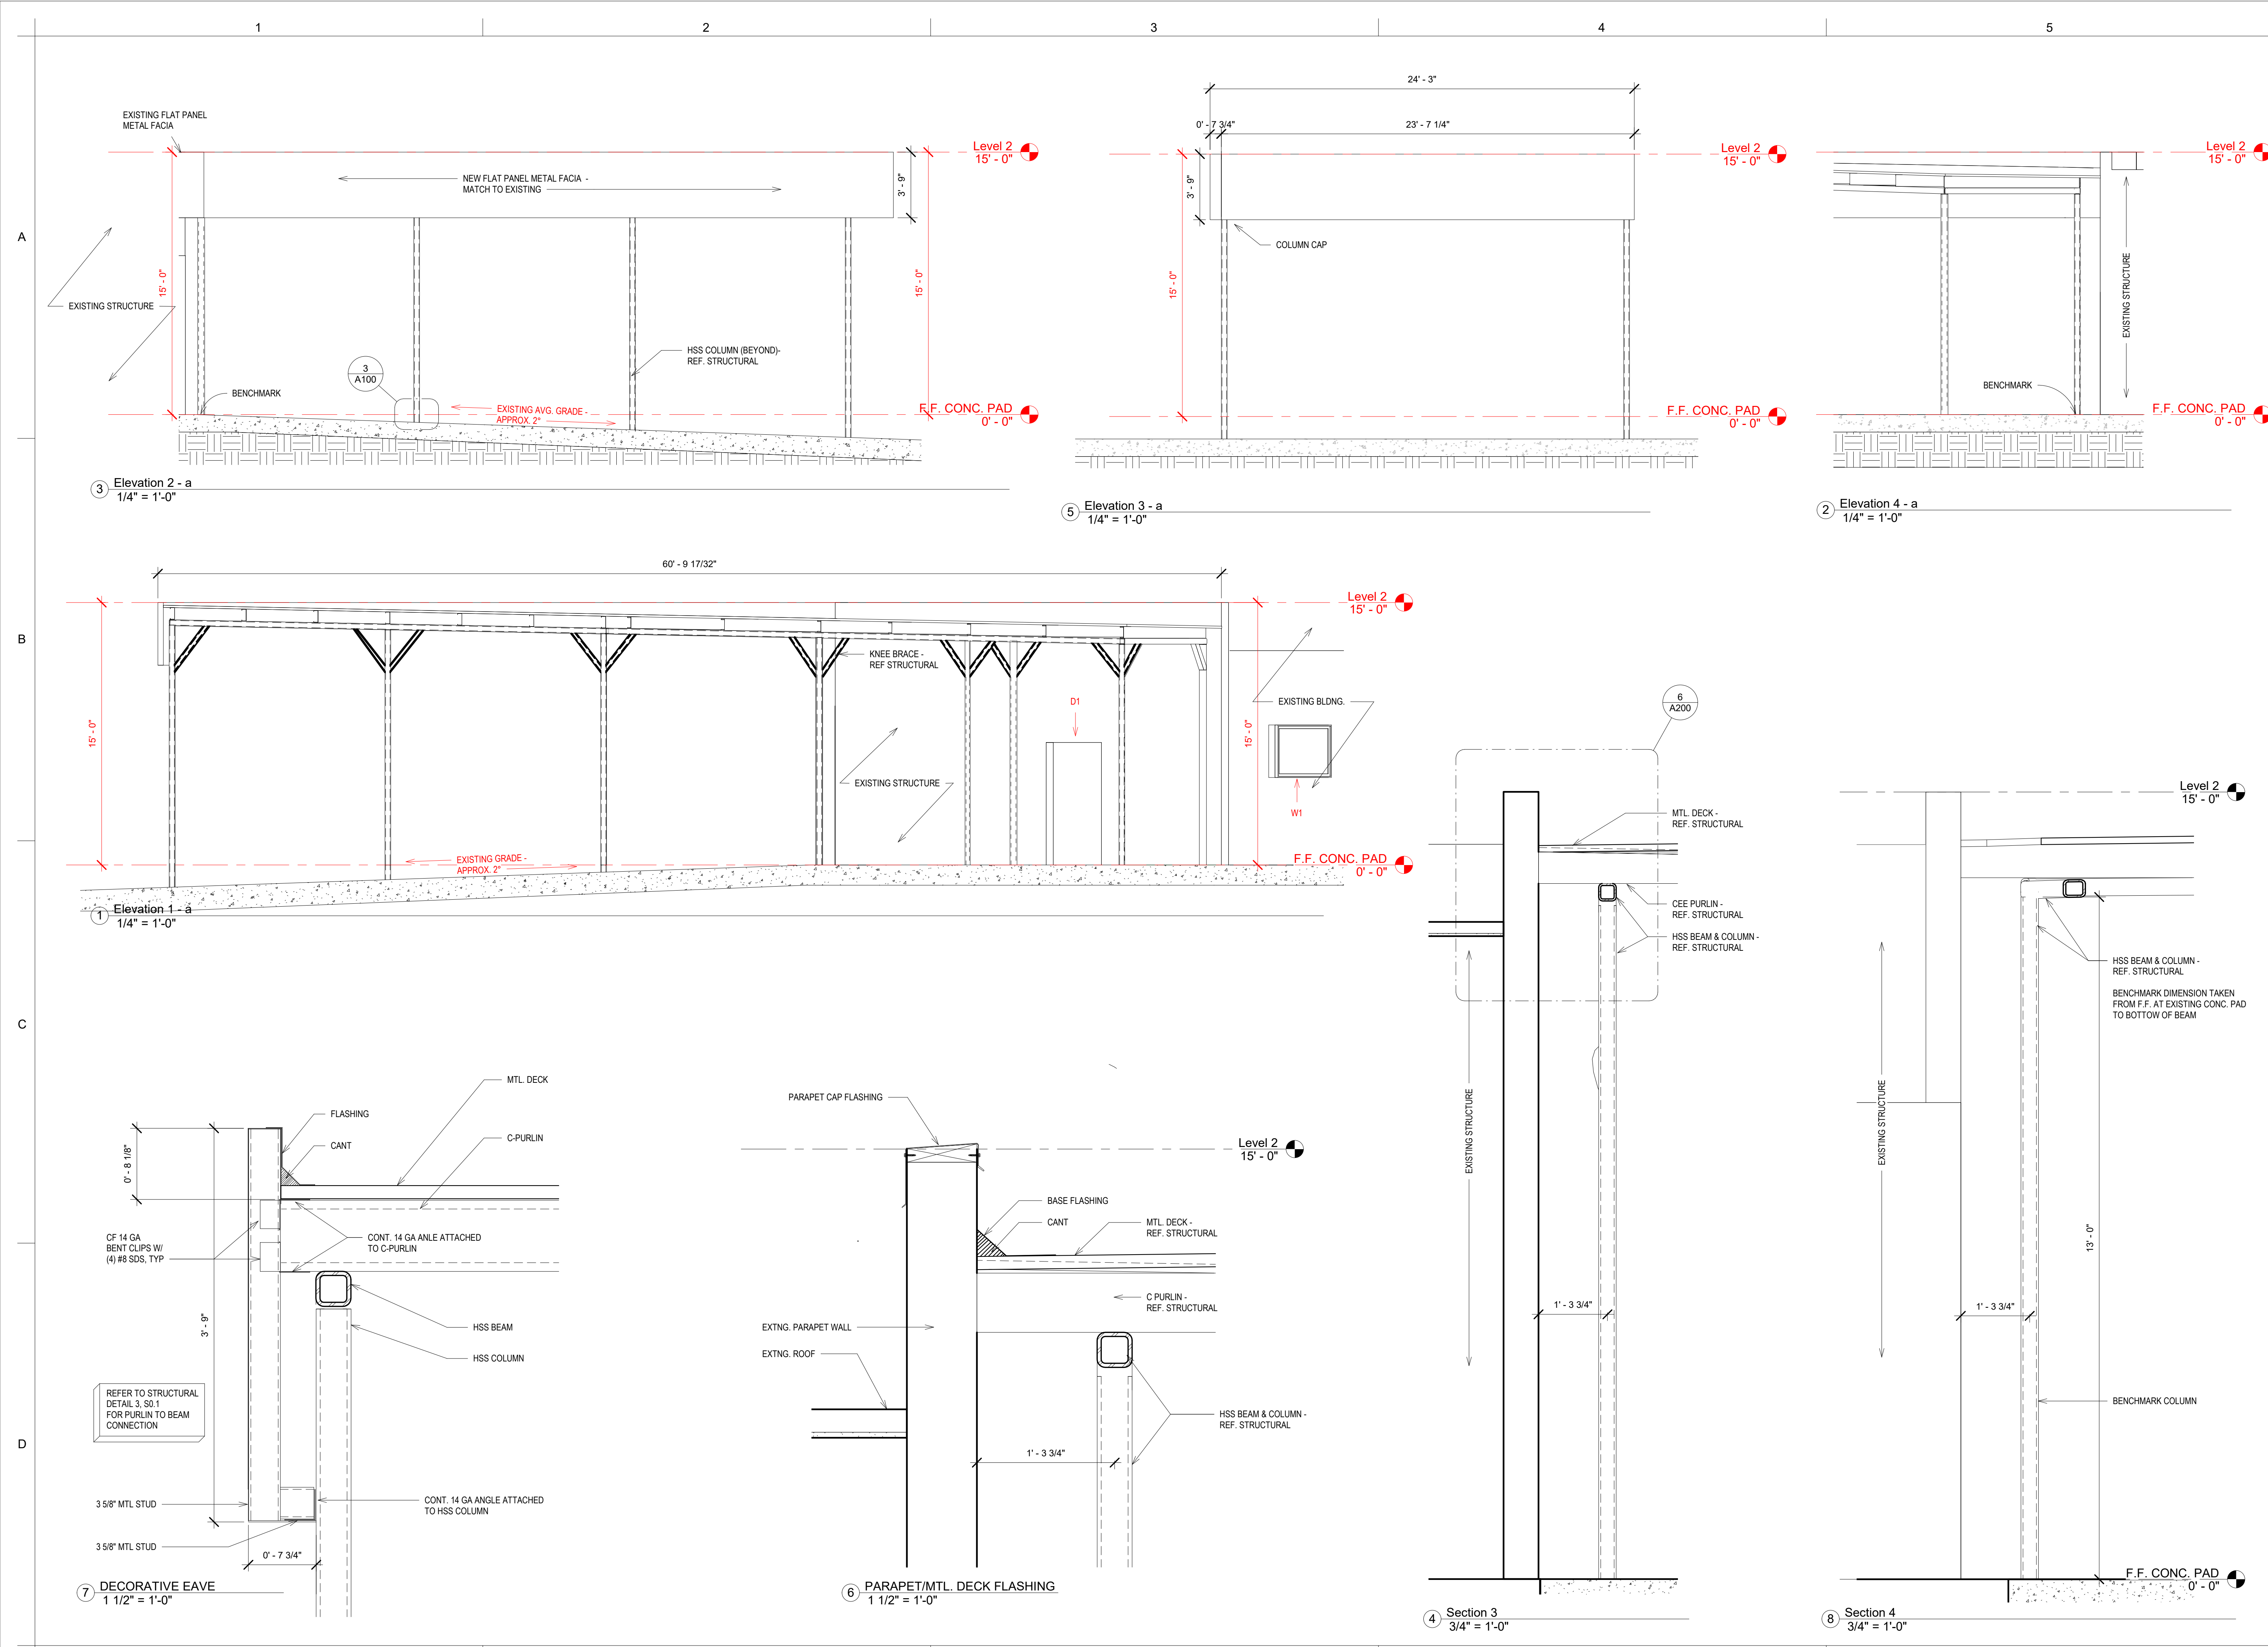 1
2
3
4
5
A
B
C
D
EXISTING FLAT PANEL
METAL FACIA
NEW FLAT PANEL METAL FACIA -
MATCH TO EXISTING
3' - 9"
Level 2
15' - 0"
15' - 0"
15' - 0"
EXISTING STRUCTURE
BENCHMARK
3
A100
HSS COLUMN (BEYOND)-
REF. STRUCTURAL
EXISTING AVG. GRADE -
APPROX. 2"
F.F. CONC. PAD
0' - 0"
3
Elevation 2 - a
1/4" = 1'-0"
24' - 3"
0' - 7 3/4"
23' - 7 1/4"
3' - 9"
COLUMN CAP
15' - 0"
Level 2
15' - 0"
F.F. CONC. PAD
0' - 0"
5
Elevation 3 - a
1/4" = 1'-0"
Level 2
15' - 0"
EXISTING STRUCTURE
BENCHMARK
F.F. CONC. PAD
0' - 0"
2
Elevation 4 - a
1/4" = 1'-0"
60' - 9 17/32"
Level 2
15' - 0"
15' - 0"
15' - 0"
KNEE BRACE -
REF STRUCTURAL
D1
EXISTING BLDNG.
W1
EXISTING STRUCTURE
EXISTING GRADE -
APPROX. 2"
F.F. CONC. PAD
0' - 0"
1
Elevation 1 - a
1/4" = 1'-0"
6
A200
MTL. DECK -
REF. STRUCTURAL
CEE PURLIN -
REF. STRUCTURAL
HSS BEAM & COLUMN -
REF. STRUCTURAL
EXISTING STRUCTURE
1' - 3 3/4"
4
Section 3
3/4" = 1'-0"
Level 2
15' - 0"
HSS BEAM & COLUMN -
REF. STRUCTURAL
BENCHMARK DIMENSION TAKEN
FROM F.F. AT EXISTING CONC. PAD
TO BOTTOW OF BEAM
EXISTING STRUCTURE
13' - 0"
1' - 3 3/4"
BENCHMARK COLUMN
F.F. CONC. PAD
0' - 0"
8
Section 4
3/4" = 1'-0"
MTL. DECK
FLASHING
CANT
C-PURLIN
0' - 8 1/8"
CF 14 GA
BENT CLIPS W/
(4) #8 SDS, TYP
CONT. 14 GA ANLE ATTACHED
TO C-PURLIN
3' - 9"
HSS BEAM
HSS COLUMN
REFER TO STRUCTURAL
DETAIL 3, S0.1
FOR PURLIN TO BEAM
CONNECTION
3 5/8" MTL STUD
CONT. 14 GA ANGLE ATTACHED
TO HSS COLUMN
3 5/8" MTL STUD
0' - 7 3/4"
7
DECORATIVE EAVE
1 1/2" = 1'-0"
PARAPET CAP FLASHING
Level 2
15' - 0"
BASE FLASHING
CANT
MTL. DECK -
REF. STRUCTURAL
C PURLIN -
REF. STRUCTURAL
EXTNG. PARAPET WALL
EXTNG. ROOF
HSS BEAM & COLUMN -
REF. STRUCTURAL
1' - 3 3/4"
6
PARAPET/MTL. DECK FLASHING
1 1/2" = 1'-0"